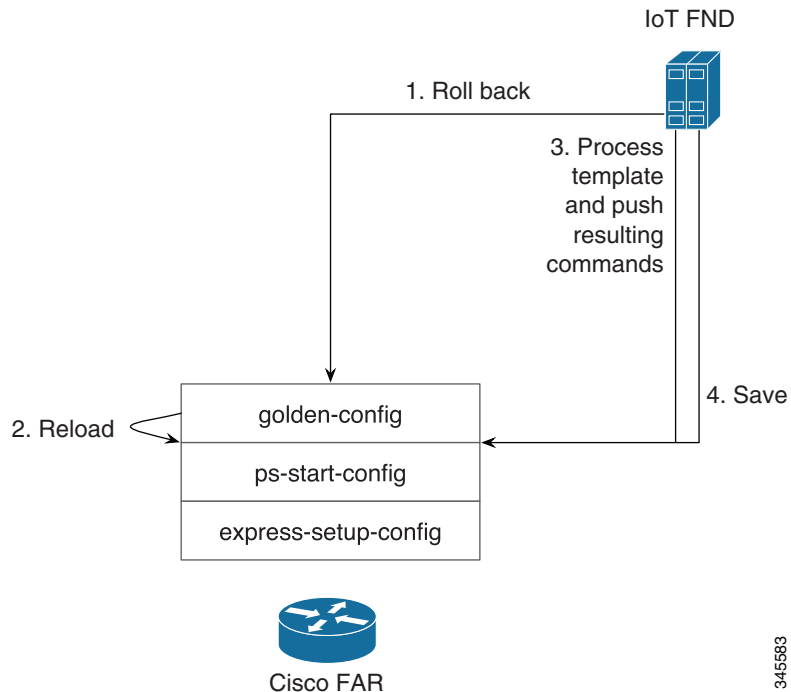 IoT FND
1. Roll back
3. Process
template
and push
resulting
commands
4. Save
golden-config
2. Reload
ps-start-config
express-setup-config
Cisco FAR
345583